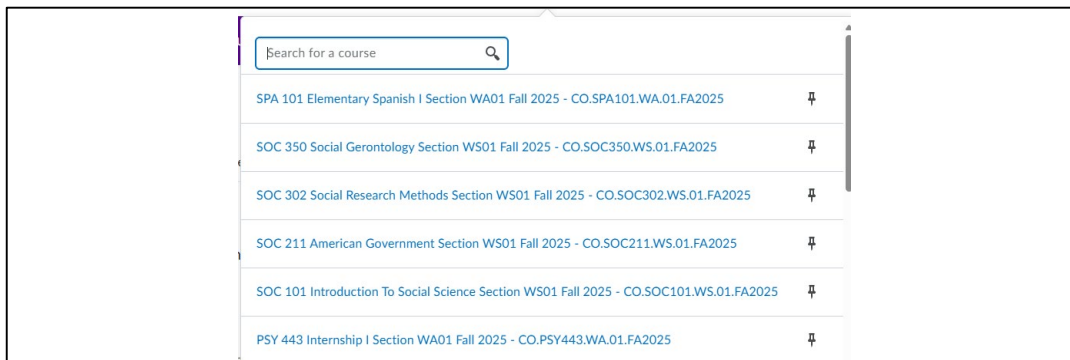 Search for a course
SPA 101 Elementary Spanish I Section WA01 Fall 2025 - CO.SPA101.WA.01.FA2025
SOC 350 Social Gerontology Section WS01 Fall 2025 - CO.SOC350.WS.01.FA2025
SOC 302 Social Research Methods Section WS01 Fall 2025 - CO.SOC302.WS.01.FA2025
SOC 211 American Government Section WS01 Fall 2025 - CO.SOC211.WS.01.FA2025
SOC 101 Introduction To Social Science Section WS01 Fall 2025 - CO.SOC101.WS.01.FA2025
PSY 443 Internship I Section WA01 Fall 2025 - CO.PSY443.WA.01.FA2025